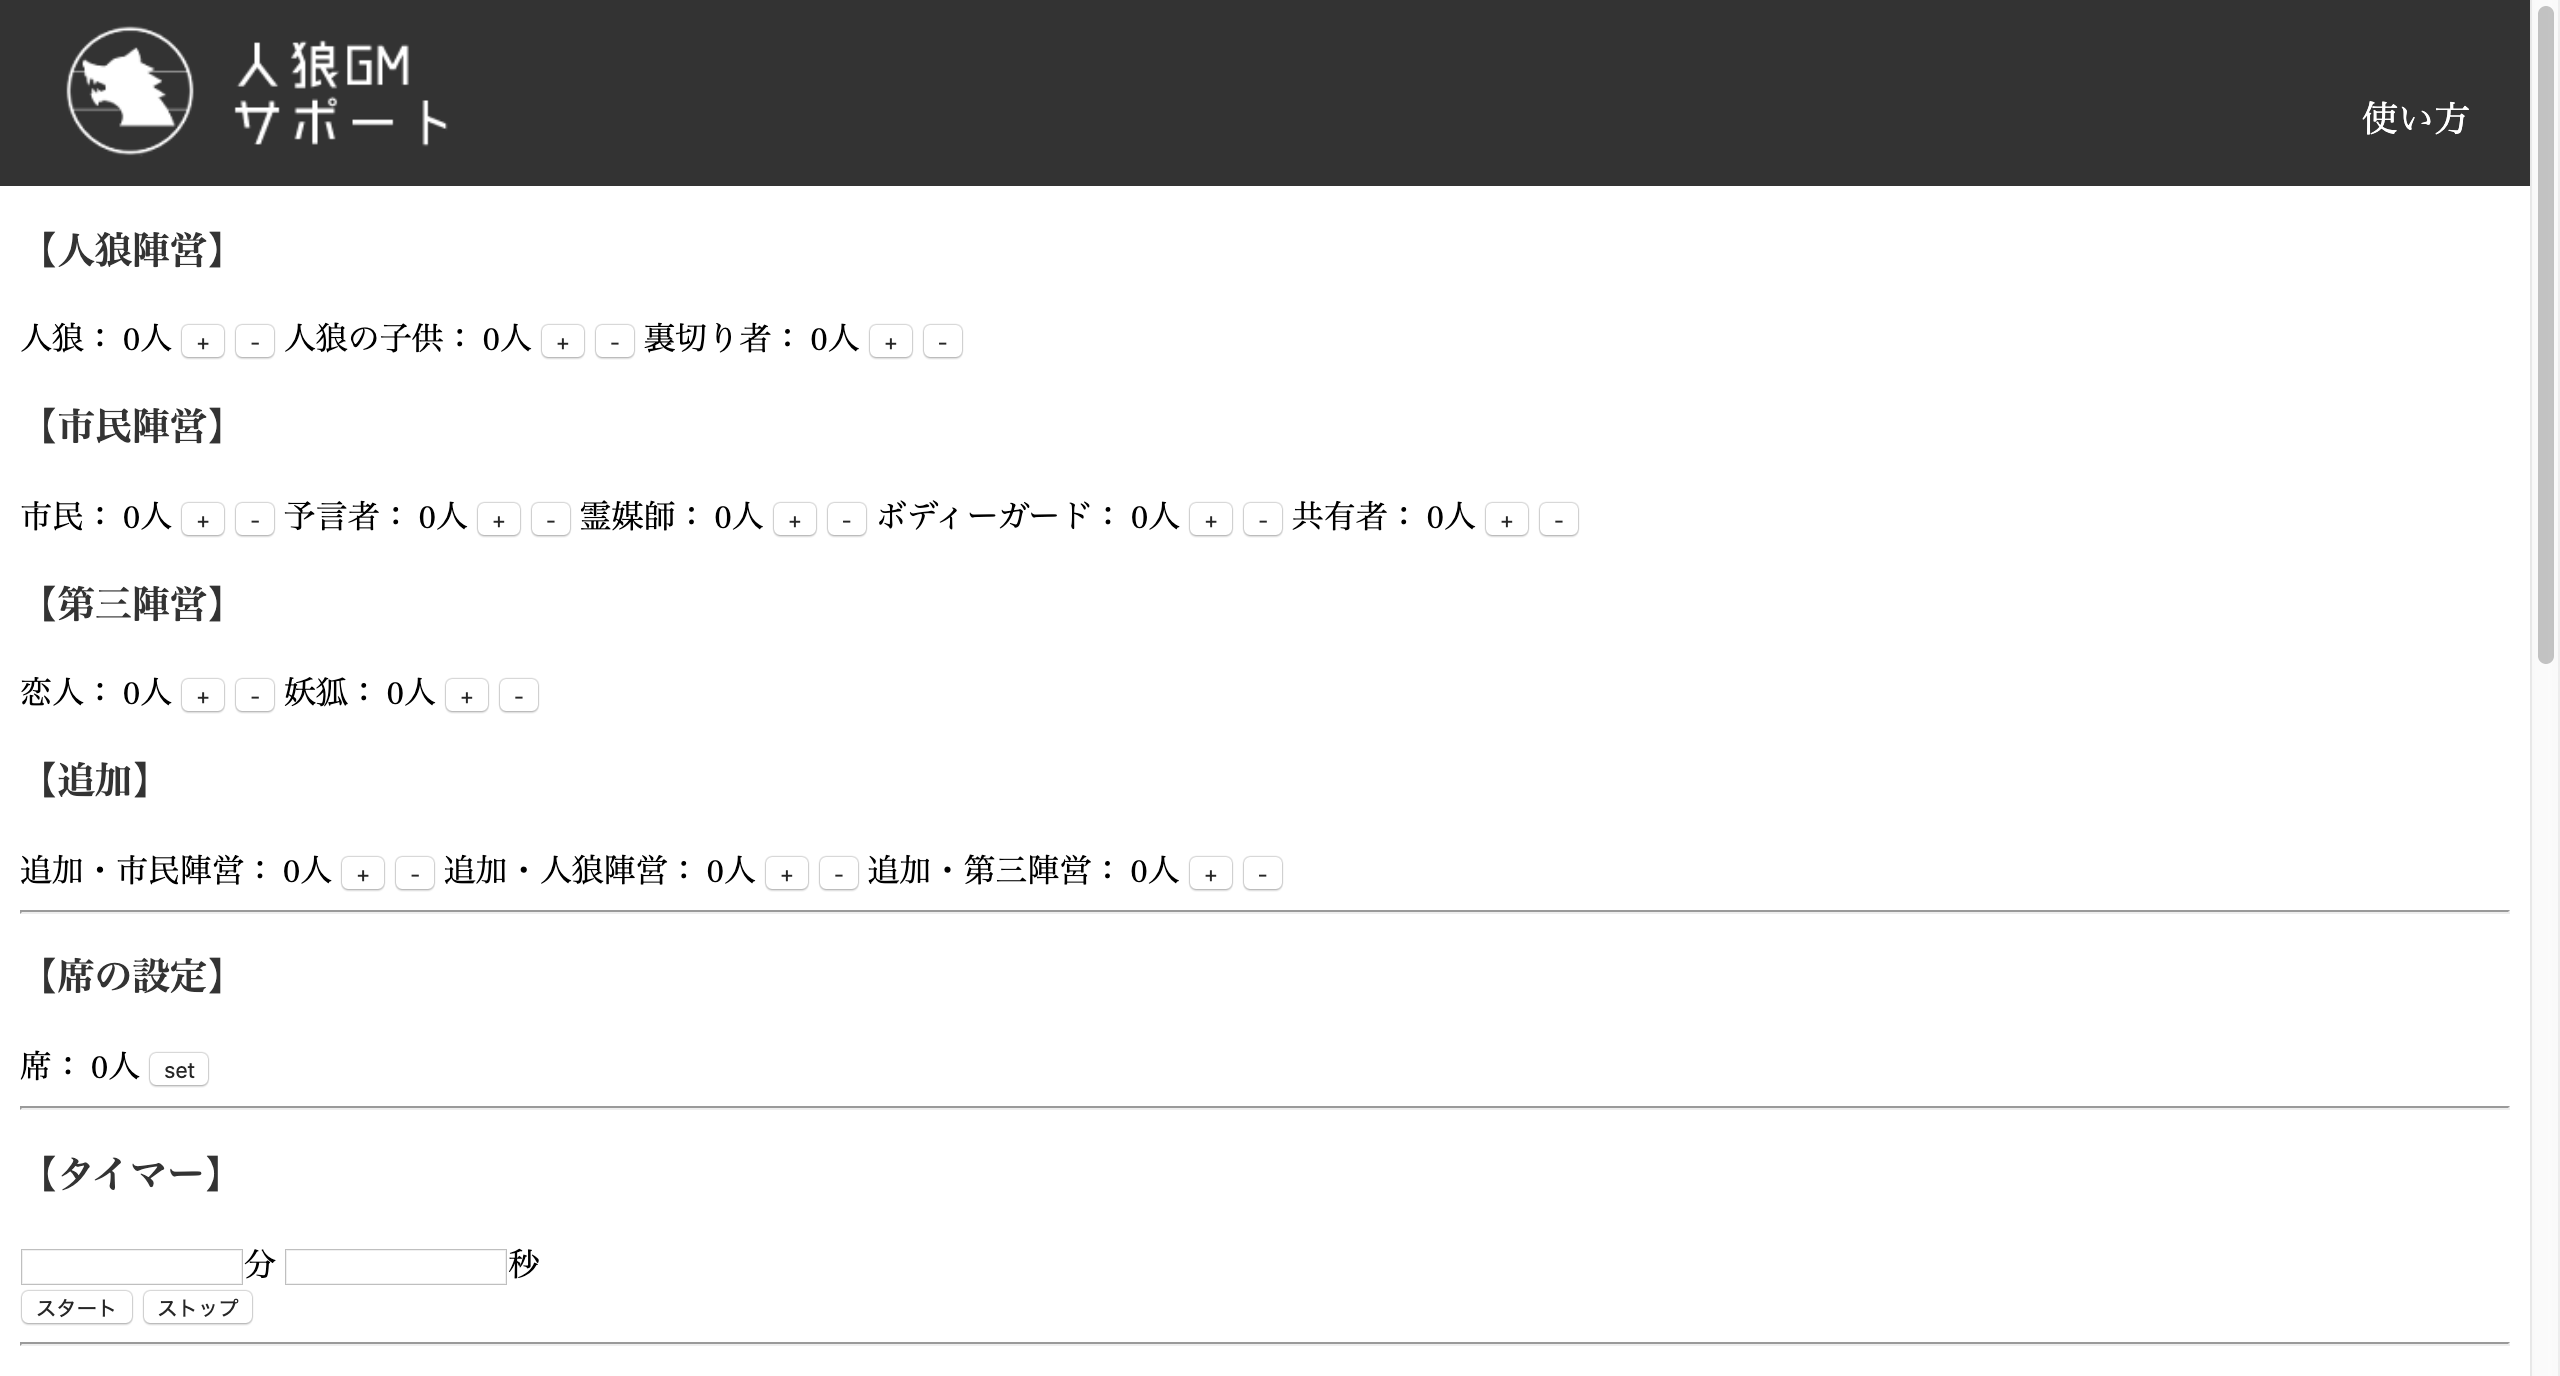 人狼GM
サポート
使い方
【人狼陣営】
人狼： 0人 + - 人狼の子供： 0人 + - 裏切り者： 0人 + -
【市民陣営】
市民： 0人 + - 予言者： 0人 + - 霊媒師： 0人 + - ボディーガード： 0人 + - 共有者： 0人 + -
【第三陣営】
恋人： 0人 + - 妖狐： 0人 + -
【追加】
追加・市民陣営： 0人 + - 追加・人狼陣営： 0人 + - 追加・第三陣営： 0人 + -
【席の設定】
席： 0人 set
【タイマー】
分 秒
スタート ストップ